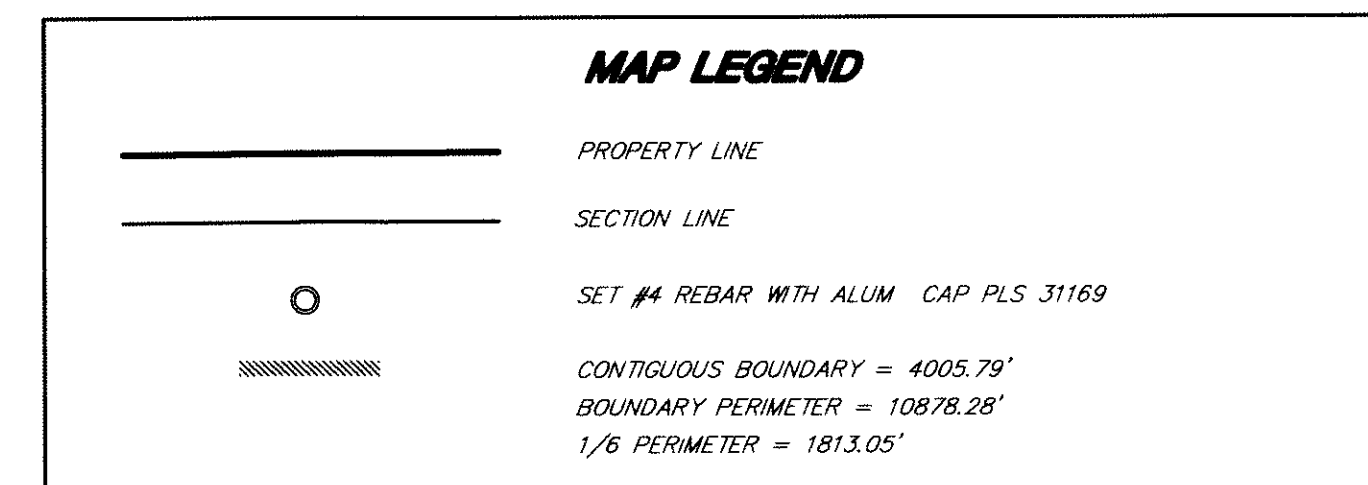 MAP LEGEND
PROPERTY LINE
SECTION LINE
SET #4 REBAR WITH ALUM CAP PLS 31169
CONTIGUOUS BOUNDARY = 4005.79'
BOUNDARY PERIMETER = 10878.28'
1/6 PERIMETER = 1813.05'